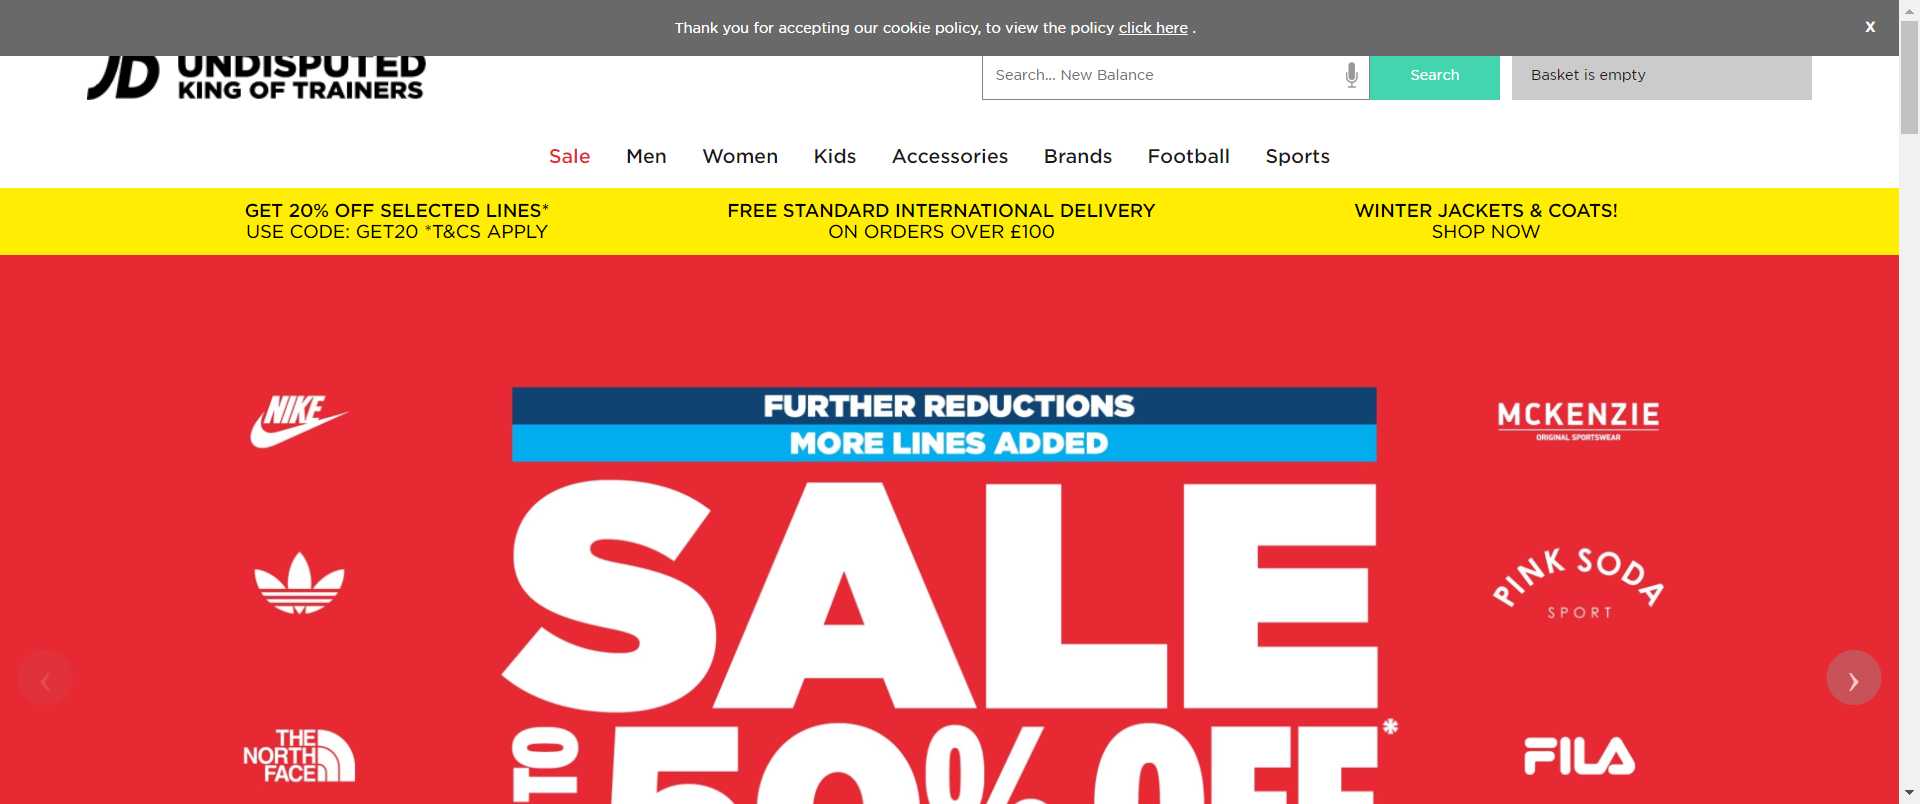 Thank you for accepting our cookie policy, to view the policy click here .
X
JD UNDISPUTED
KING OF TRAINERS
Search... New Balance
Search
Basket is empty
Sale Men Women Kids Accessories Brands Football Sports
GET 20% OFF SELECTED LINES*
USE CODE: GET20 *T&CS APPLY
FREE STANDARD INTERNATIONAL DELIVERY
ON ORDERS OVER £100
WINTER JACKETS & COATS!
SHOP NOW
NIKE
THE
NORTH
FACE
FURTHER REDUCTIONS
MORE LINES ADDED
SALE
TO 50% OFF*
MCKENZIE
ORIGINAL SPORTSWEAR
PINK SODA
SPORT
FILA